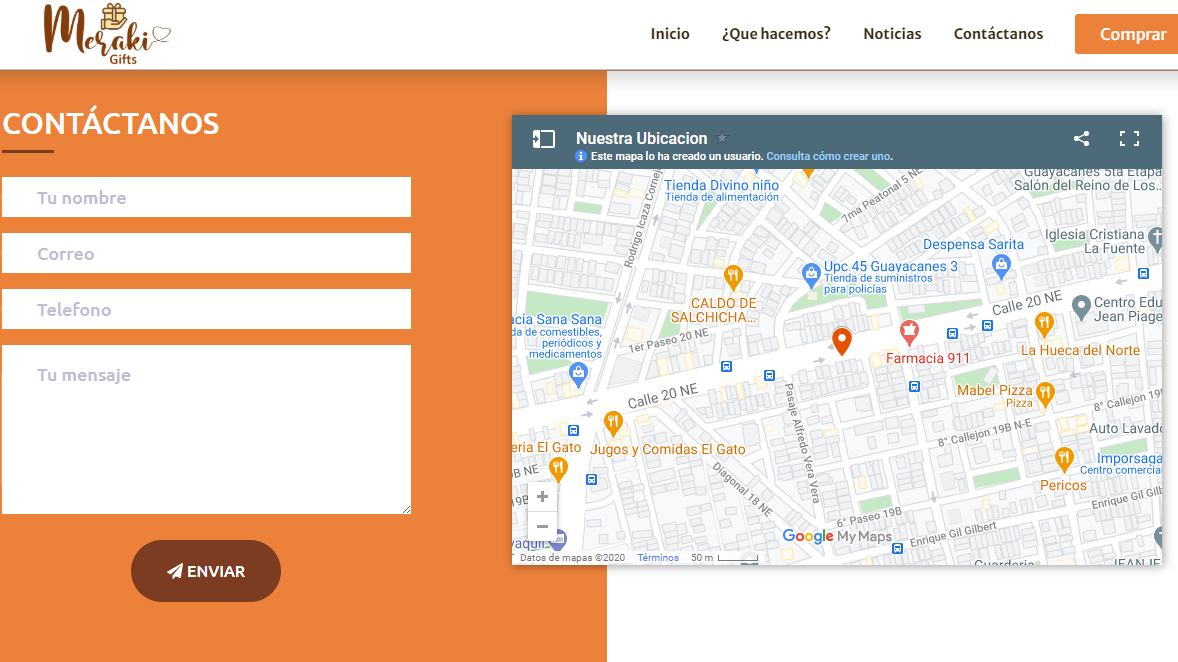 Meraki
Gifts
Inicio
¿Que hacemos?
Noticias
Contáctanos
Comprar
CONTÁCTANOS
Tu nombre
Correo
Telefono
Tu mensaje
ENVIAR
Nuestra Ubicacion
Este mapa lo ha creado un usuario. Consulta cómo crear uno.
Guayacanes 5ta Etapa
Salón del Reino de Los...
Tienda Divino niño
Tienda de alimentación
7ma Peatonal 5 NE
Rodrigo Icaza Cornejo
Iglesia Cristiana
La Fuente
Despensa Sarita
Upc 45 Guayacanes 3
Tienda de suministros
para policías
CALDO DE
SALCHICHA...
Calle 20 NE
Centro Edu
Jean Piage
acia Sana Sana
da de comestibles,
periódicos y
medicamentos
1er Paseo 20 NE
Farmacia 911
La Hueca del Norte
Mabel Pizza
Pizza
Calle 20 NE
Pasaje Alfredo Vera Vera
8° Callejon 19B
8° Callejon 19B N-E
Auto Lavado
ería El Gato
Jugos y Comidas El Gato
Imporsaga
Centro comercia
Pericos
B NE
Diagonal 18 NE
6° Paseo 19B
Enrique Gil Gilbert
Enrique Gil Gilb
+
−
yaquil
Google My Maps
Guardería
JEANJE
Datos de mapas ©2020
Términos
50 m